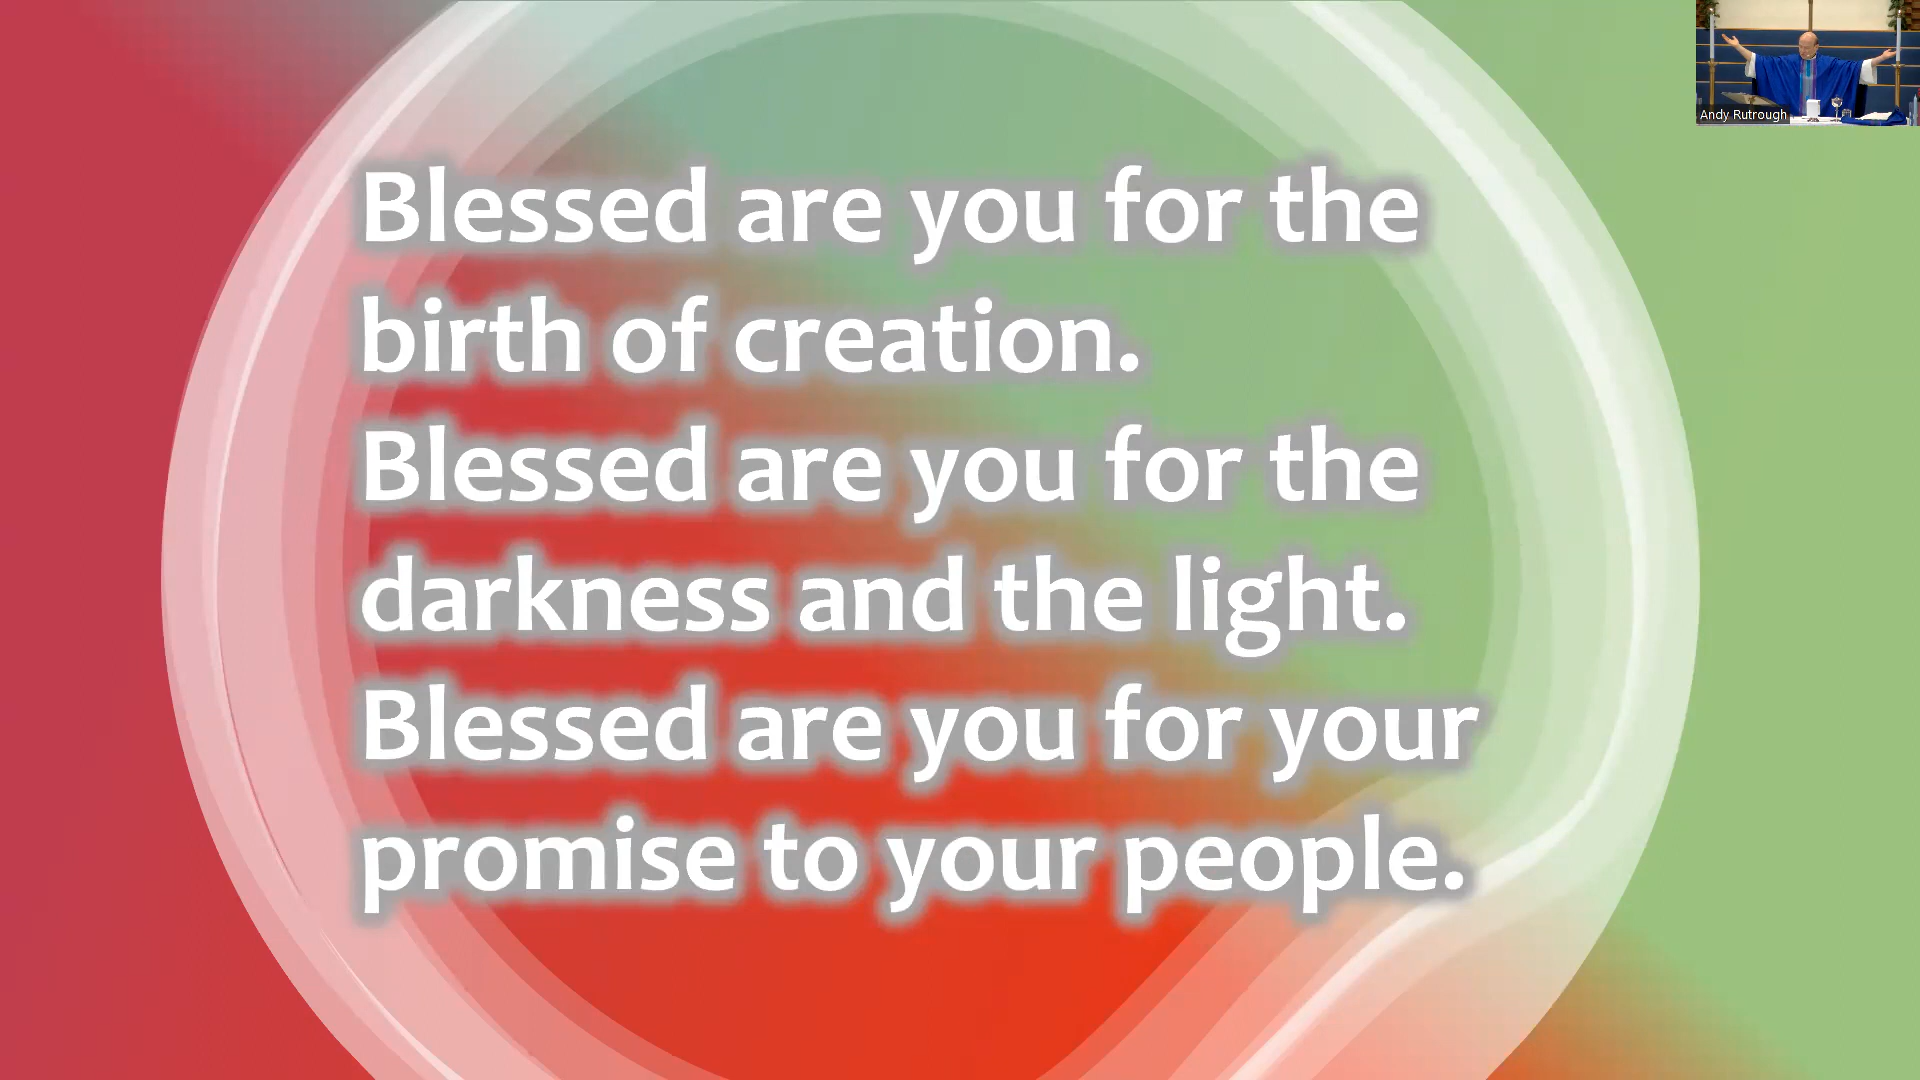 Blessed are you for the
birth of creation.
Blessed are you for the
darkness and the light.
Blessed are you for your
promise to your people.
Andy Rutrough